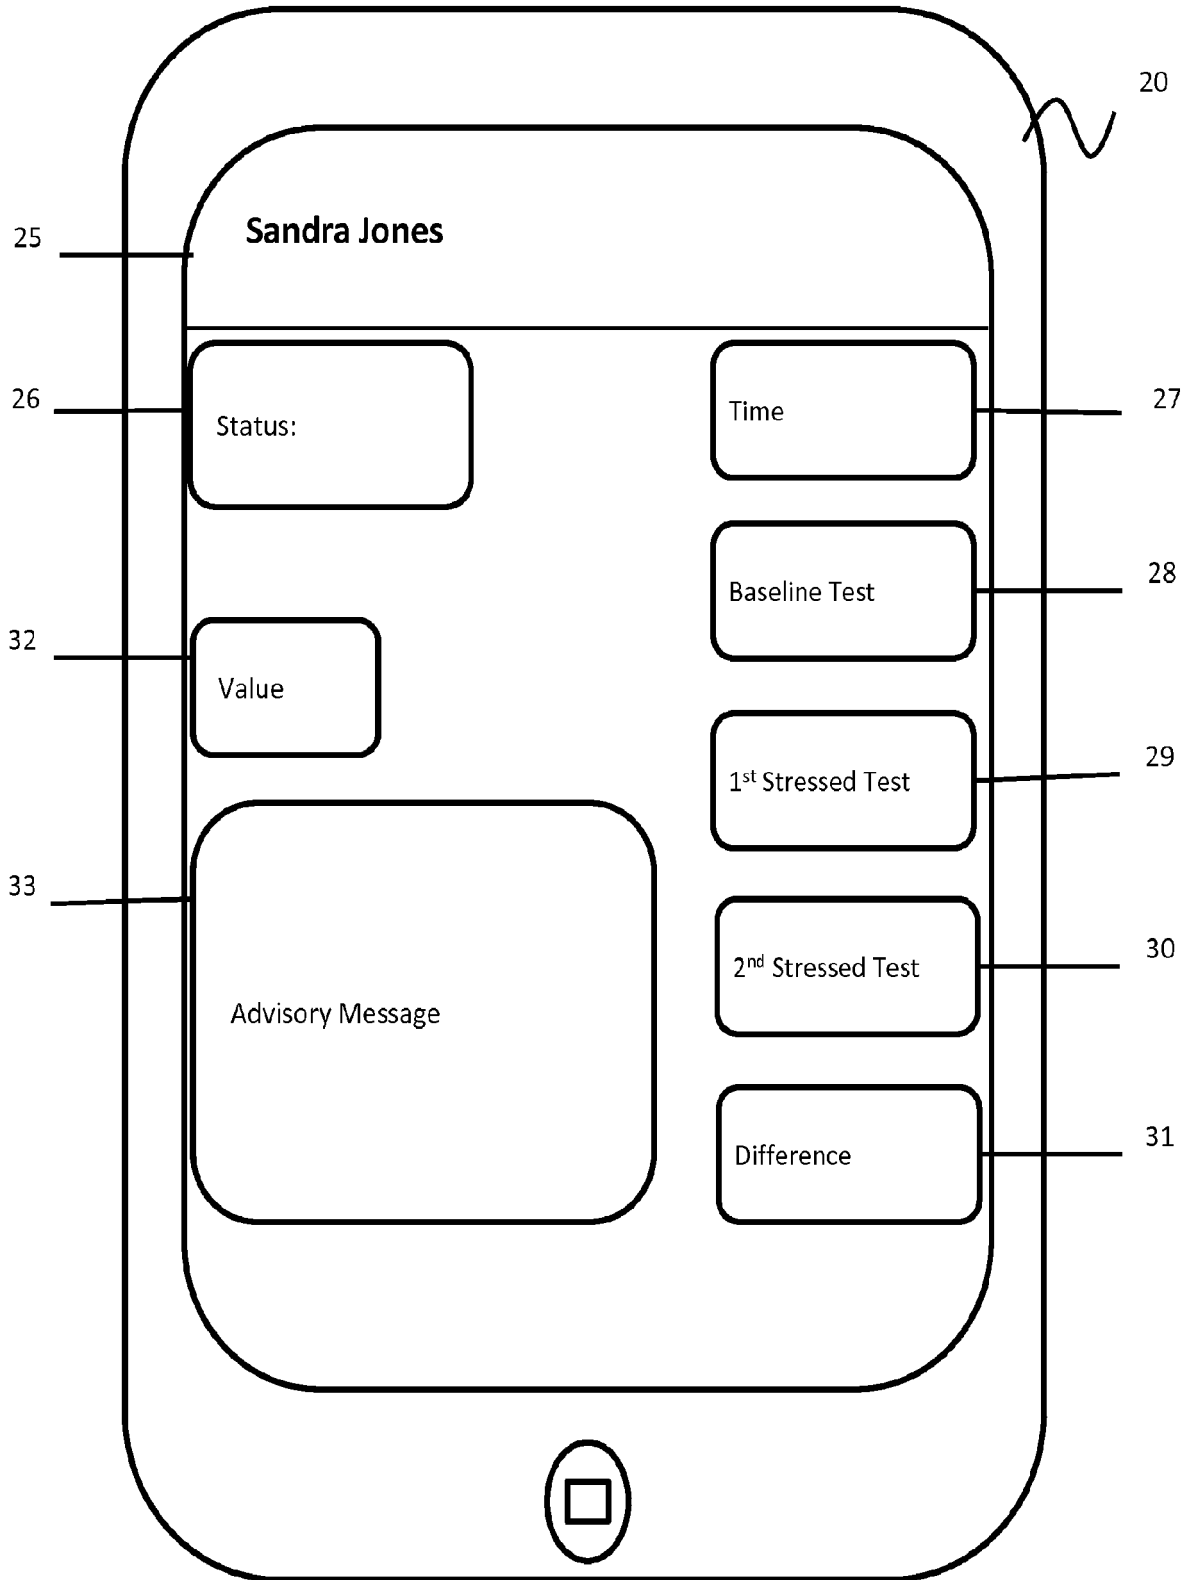 20
25
Sandra Jones
26
Status:
Time
27
Baseline Test
28
32
Value
1st Stressed Test
29
33
Advisory Message
2nd Stressed Test
30
Difference
31